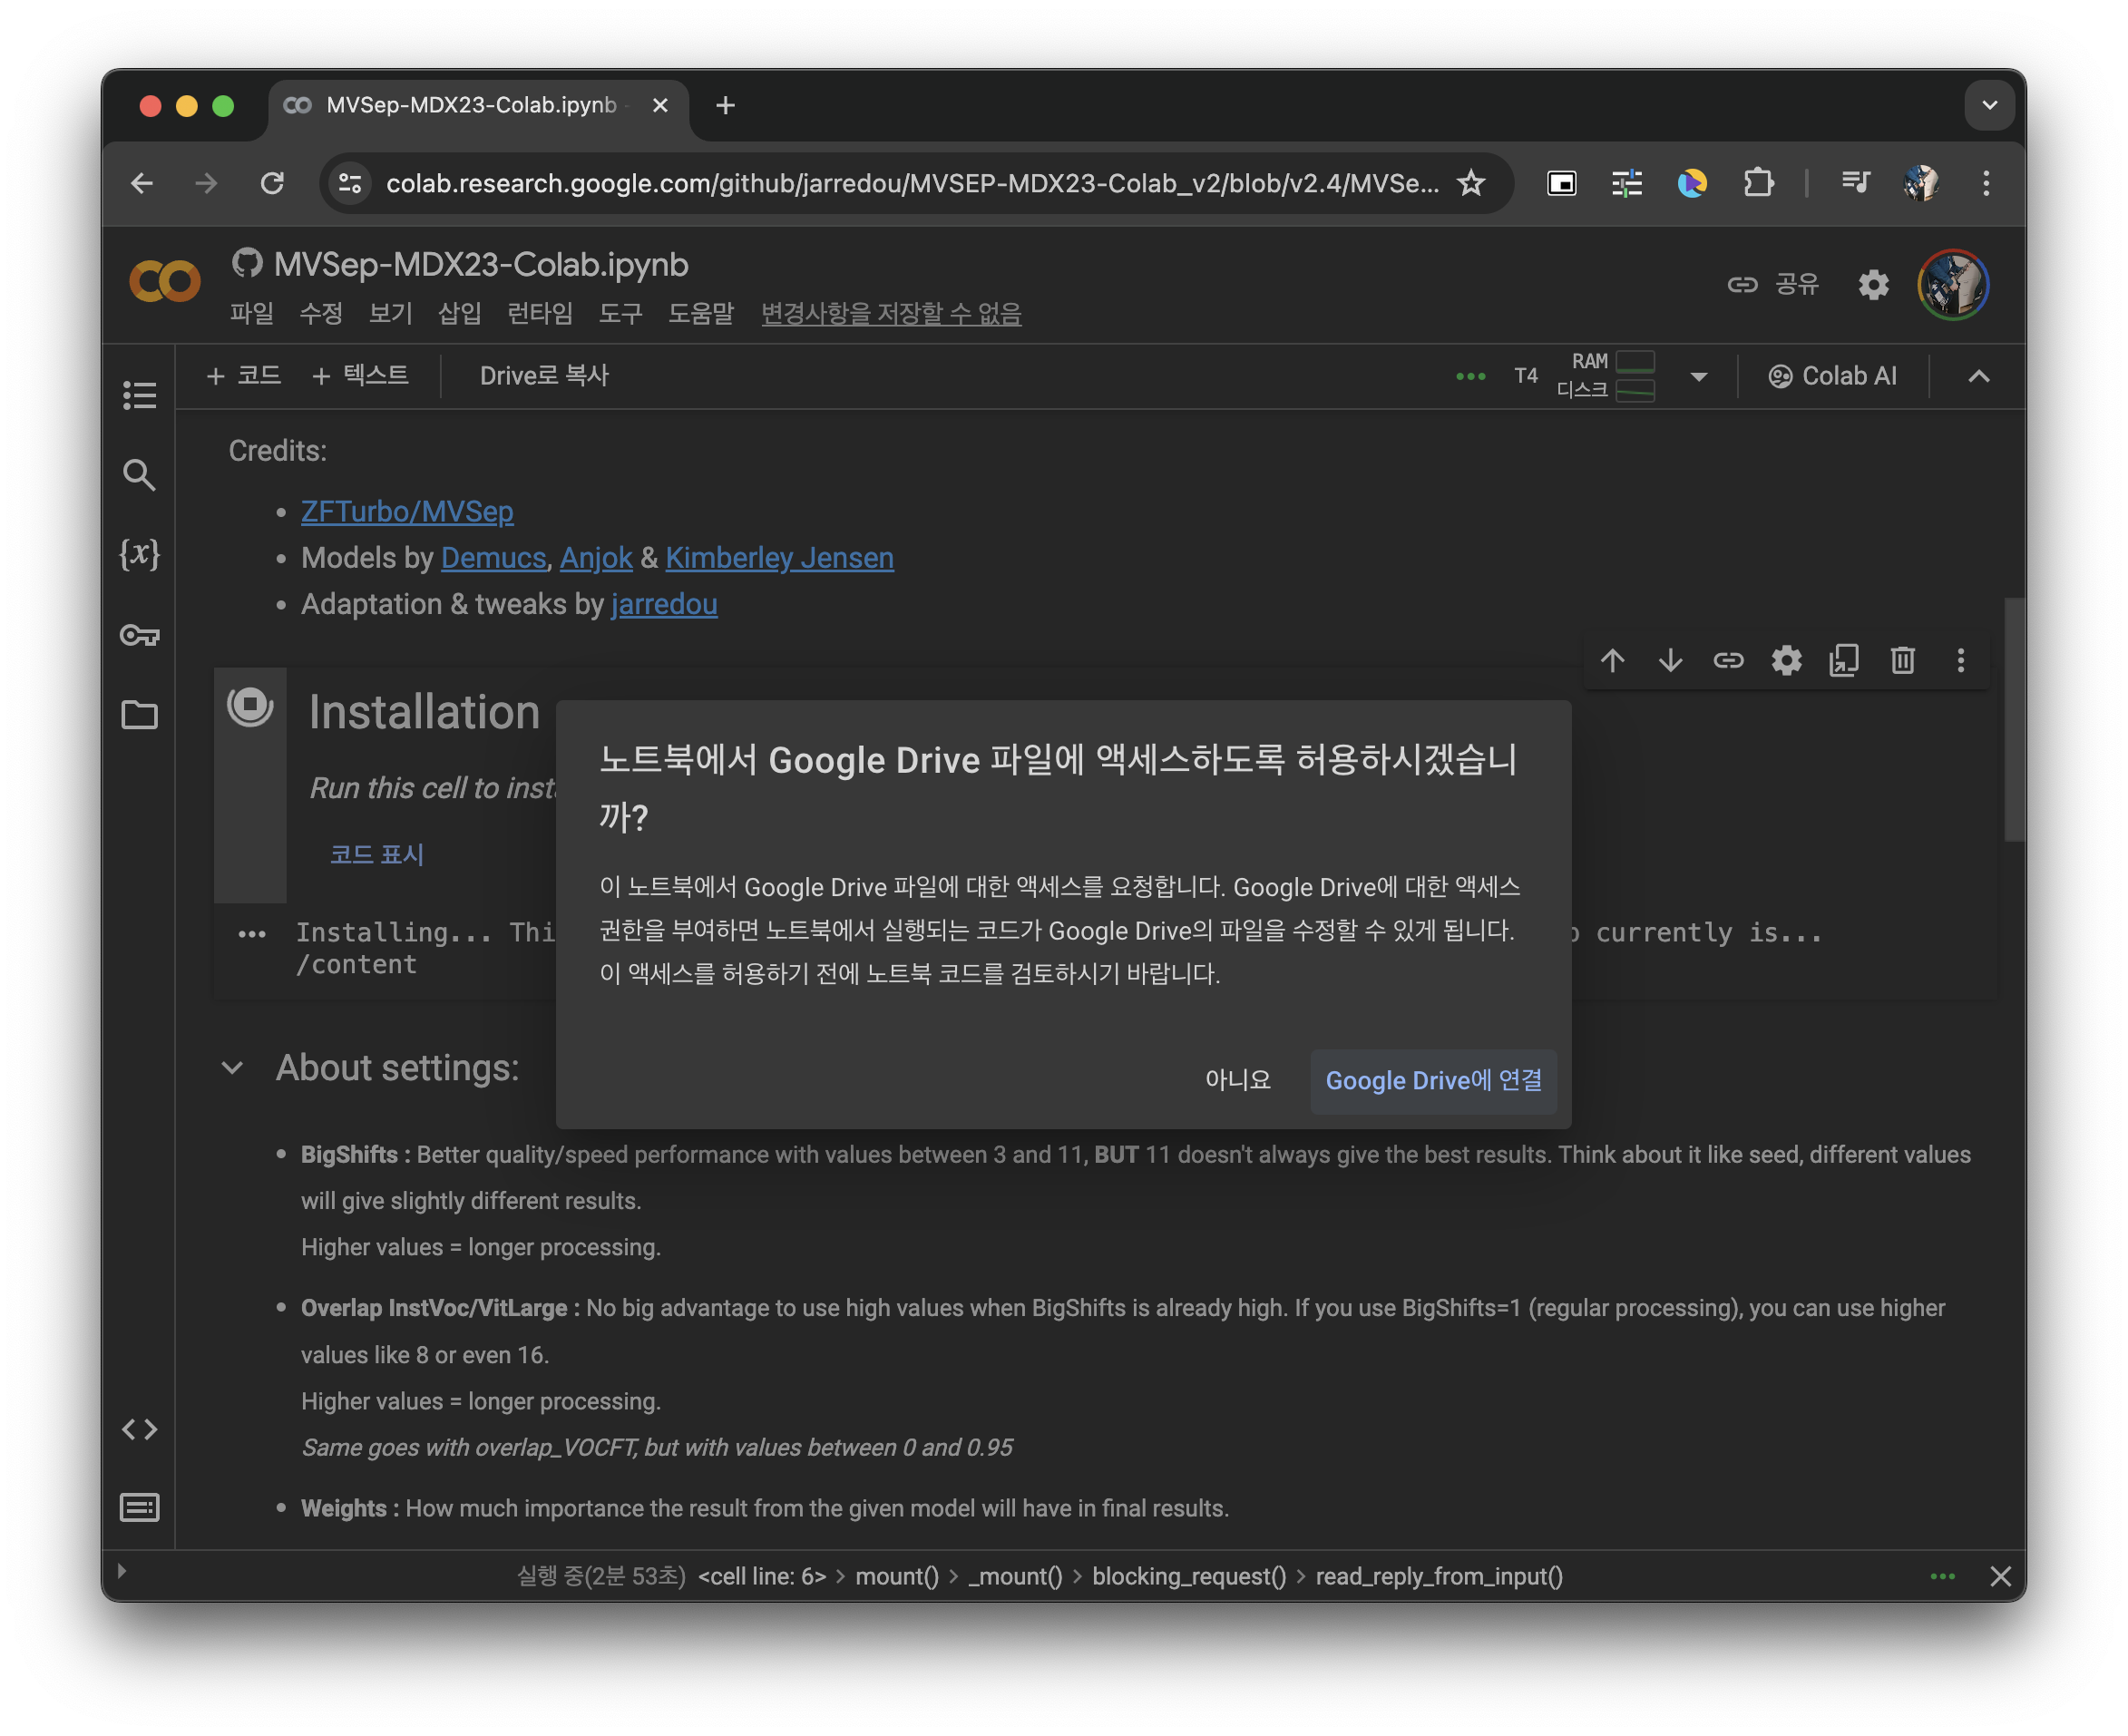 MVSep-MDX23-Colab.ipynb
colab.research.google.com/github/jarredou/MVSEP-MDX23-Colab_v2/blob/v2.4/MVSe...
MVSep-MDX23-Colab.ipynb
파일 수정 보기 삽입 런타임 도구 도움말 변경사항을 저장할 수 없음
공유
+ 코드 + 텍스트 Drive로 복사
T4
RAM
디스크
Colab AI
Credits:
• ZFTurbo/MVSep
• Models by Demucs, Anjok & Kimberley Jensen
• Adaptation & tweaks by jarredou
{x}
Installation
Run this cell to inst
코드 표시
Installing... Thi
currently is...
/content
노트북에서 Google Drive 파일에 액세스하도록 허용하시겠습니
까?
이 노트북에서 Google Drive 파일에 대한 액세스를 요청합니다. Google Drive에 대한 액세스
권한을 부여하면 노트북에서 실행되는 코드가 Google Drive의 파일을 수정할 수 있게 됩니다.
이 액세스를 허용하기 전에 노트북 코드를 검토하시기 바랍니다.
아니요
Google Drive에 연결
About settings:
• BigShifts : Better quality/speed performance with values between 3 and 11, BUT 11 doesn't always give the best results. Think about it like seed, different values
will give slightly different results.
Higher values = longer processing.
• Overlap InstVoc/VitLarge : No big advantage to use high values when BigShifts is already high. If you use BigShifts=1 (regular processing), you can use higher
values like 8 or even 16.
Higher values = longer processing.
Same goes with overlap_VOCFT, but with values between 0 and 0.95
• Weights : How much importance the result from the given model will have in final results.
실행 중(2분 53초) <cell line: 6> > mount() > _mount() > blocking_request() > read_reply_from_input()